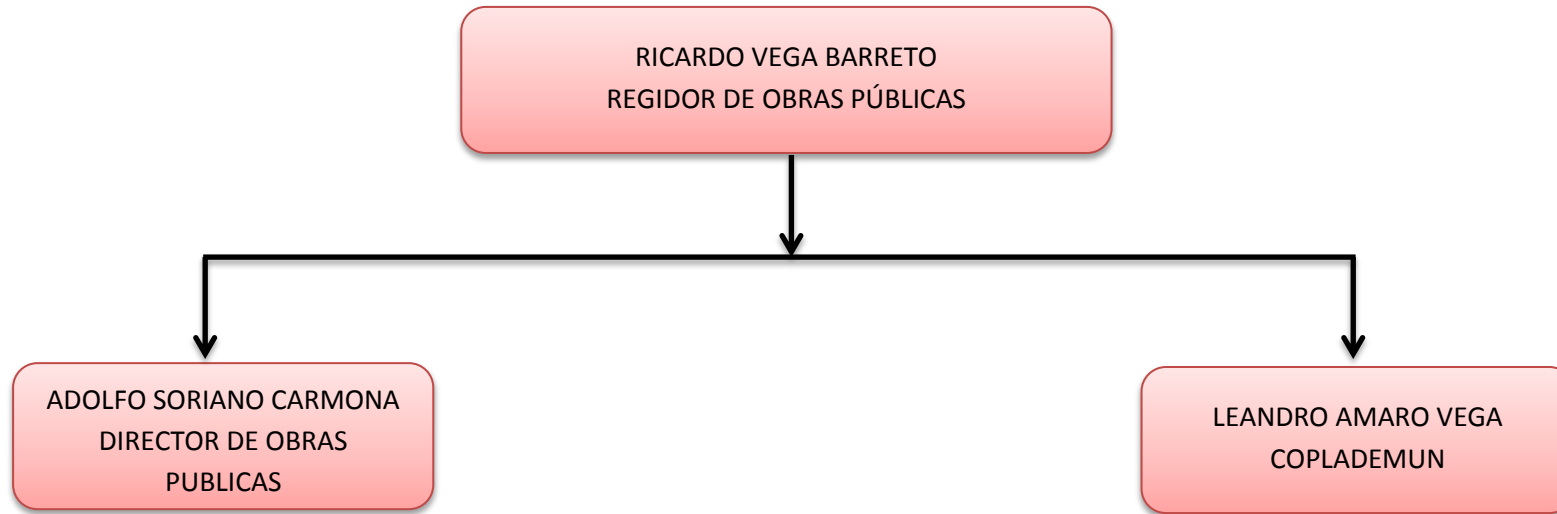 RICARDO VEGA BARRETO
REGIDOR DE OBRAS PÚBLICAS
ADOLFO SORIANO CARMONA
DIRECTOR DE OBRAS
PUBLICAS
LEANDRO AMARO VEGA
COPLADEMUN